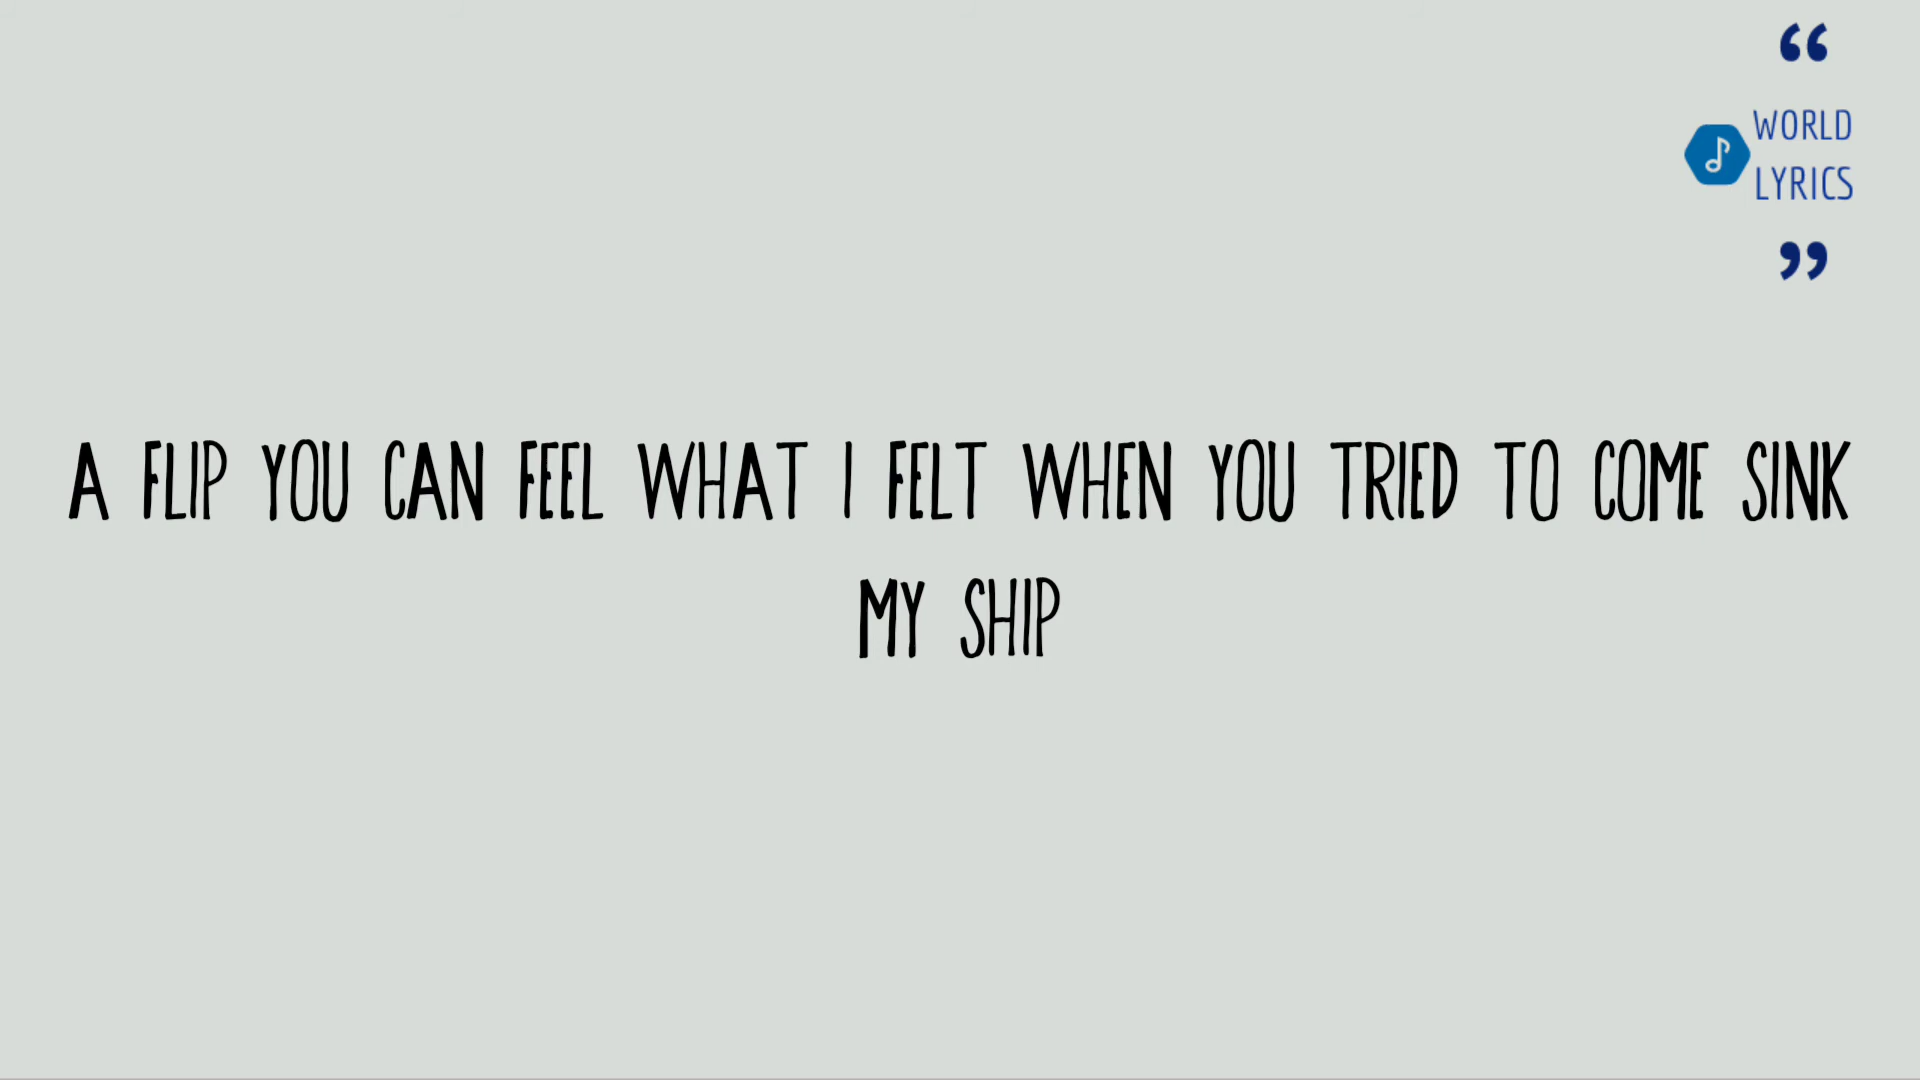 “
WORLD
LYRICS
”
A FLIP YOU CAN FEEL WHAT I FELT WHEN YOU TRIED TO COME SINK
MY SHIP